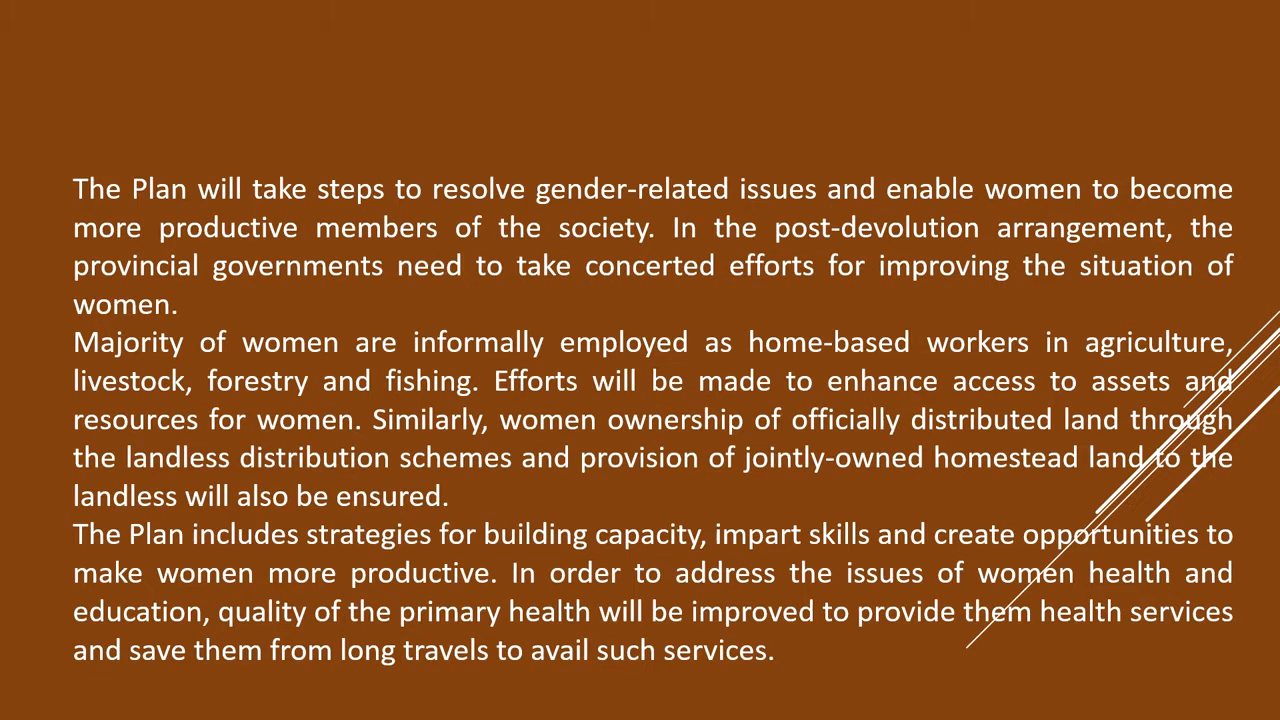 The Plan will take steps to resolve gender-related issues and enable women to become
more productive members of the society. In the post-devolution arrangement, the
provincial governments need to take concerted efforts for improving the situation of
women.
Majority of women are informally employed as home-based workers in agriculture,
livestock, forestry and fishing. Efforts will be made to enhance access to assets and
resources for women. Similarly, women ownership of officially distributed land through
the landless distribution schemes and provision of jointly-owned homestead land to the
landless will also be ensured.
The Plan includes strategies for building capacity, impart skills and create opportunities to
make women more productive. In order to address the issues of women health and
education, quality of the primary health will be improved to provide them health services
and save them from long travels to avail such services.